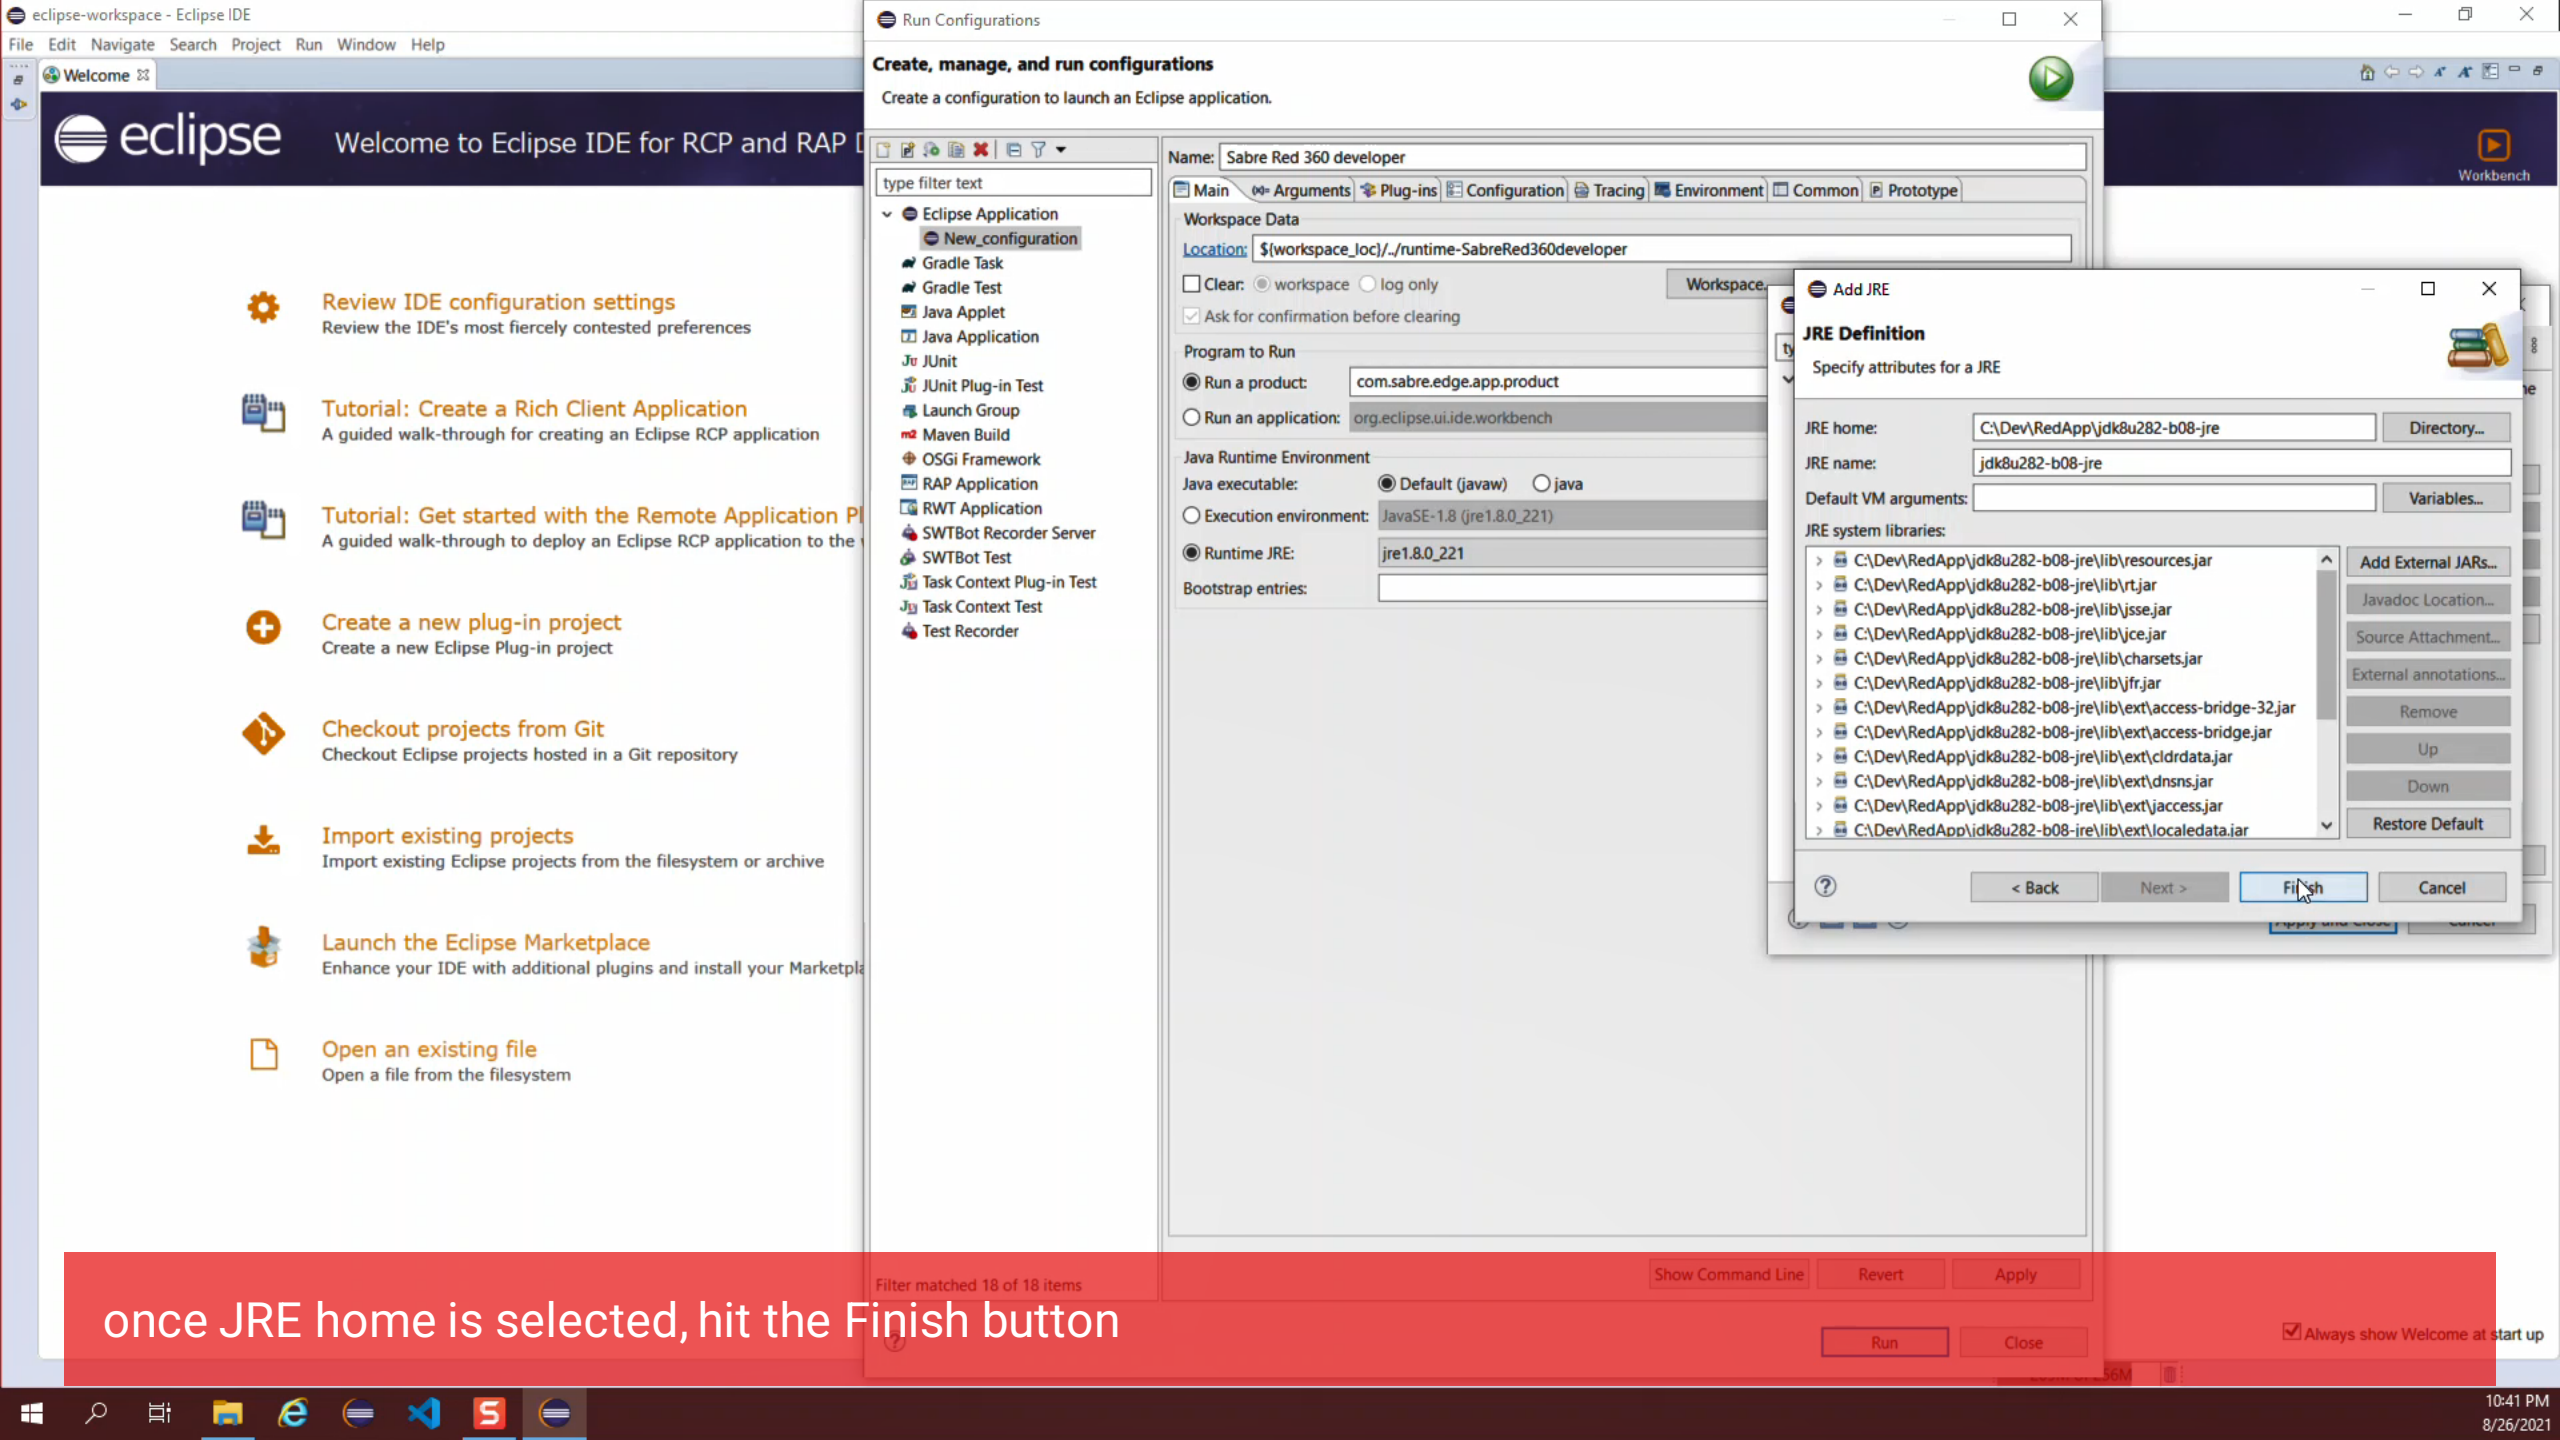 eclipse-workspace - Eclipse IDE
File Edit Navigate Search Project Run Window Help
Welcome
eclipse
Welcome to Eclipse IDE for RCP and RAP D
Workbench
Review IDE configuration settings
Review the IDE's most fiercely contested preferences
Tutorial: Create a Rich Client Application
A guided walk-through for creating an Eclipse RCP application
Tutorial: Get started with the Remote Application Pl
A guided walk-through to deploy an Eclipse RCP application to the
Create a new plug-in project
Create a new Eclipse Plug-in project
Checkout projects from Git
Checkout Eclipse projects hosted in a Git repository
Import existing projects
Import existing Eclipse projects from the filesystem or archive
Launch the Eclipse Marketplace
Enhance your IDE with additional plugins and install your Marketpla
Open an existing file
Open a file from the filesystem
Run Configurations
Create, manage, and run configurations
Create a configuration to launch an Eclipse application.
type filter text
Eclipse Application
New_configuration
Gradle Task
Gradle Test
Java Applet
Java Application
JUnit
JUnit Plug-in Test
Launch Group
Maven Build
OSGi Framework
RAP Application
RWT Application
SWTBot Recorder Server
SWTBot Test
Task Context Plug-in Test
Task Context Test
Test Recorder
Filter matched 18 of 18 items
Name: Sabre Red 360 developer
Main Arguments Plug-ins Configuration Tracing Environment Common Prototype
Workspace Data
Location: ${workspace_loc}/../runtime-SabreRed360developer
Clear: workspace log only Workspace...
Ask for confirmation before clearing
Program to Run
Run a product: com.sabre.edge.app.product
Run an application: org.eclipse.ui.ide.workbench
Java Runtime Environment
Java executable: Default (javaw) java
Execution environment: JavaSE-1.8 (jre1.8.0_221)
Runtime JRE: jre1.8.0_221
Bootstrap entries:
Show Command Line Revert Apply
Run Close
Add JRE
JRE Definition
Specify attributes for a JRE
JRE home: C:\Dev\RedApp\jdk8u282-b08-jre Directory...
JRE name: jdk8u282-b08-jre
Default VM arguments: Variables...
JRE system libraries:
C:\Dev\RedApp\jdk8u282-b08-jre\lib\resources.jar
C:\Dev\RedApp\jdk8u282-b08-jre\lib\rt.jar
C:\Dev\RedApp\jdk8u282-b08-jre\lib\jsse.jar
C:\Dev\RedApp\jdk8u282-b08-jre\lib\jce.jar
C:\Dev\RedApp\jdk8u282-b08-jre\lib\charsets.jar
C:\Dev\RedApp\jdk8u282-b08-jre\lib\jfr.jar
C:\Dev\RedApp\jdk8u282-b08-jre\lib\ext\access-bridge-32.jar
C:\Dev\RedApp\jdk8u282-b08-jre\lib\ext\access-bridge.jar
C:\Dev\RedApp\jdk8u282-b08-jre\lib\ext\cldrdata.jar
C:\Dev\RedApp\jdk8u282-b08-jre\lib\ext\dnsns.jar
C:\Dev\RedApp\jdk8u282-b08-jre\lib\ext\jaccess.jar
C:\Dev\RedApp\jdk8u282-b08-jre\lib\ext\localedata.jar
Add External JARs...
Javadoc Location...
Source Attachment...
External annotations...
Remove
Up
Down
Restore Default
< Back Next > Finish Cancel
Apply and Close Cancel
once JRE home is selected, hit the Finish button
Always show Welcome at start up
10:41 PM
8/26/2021